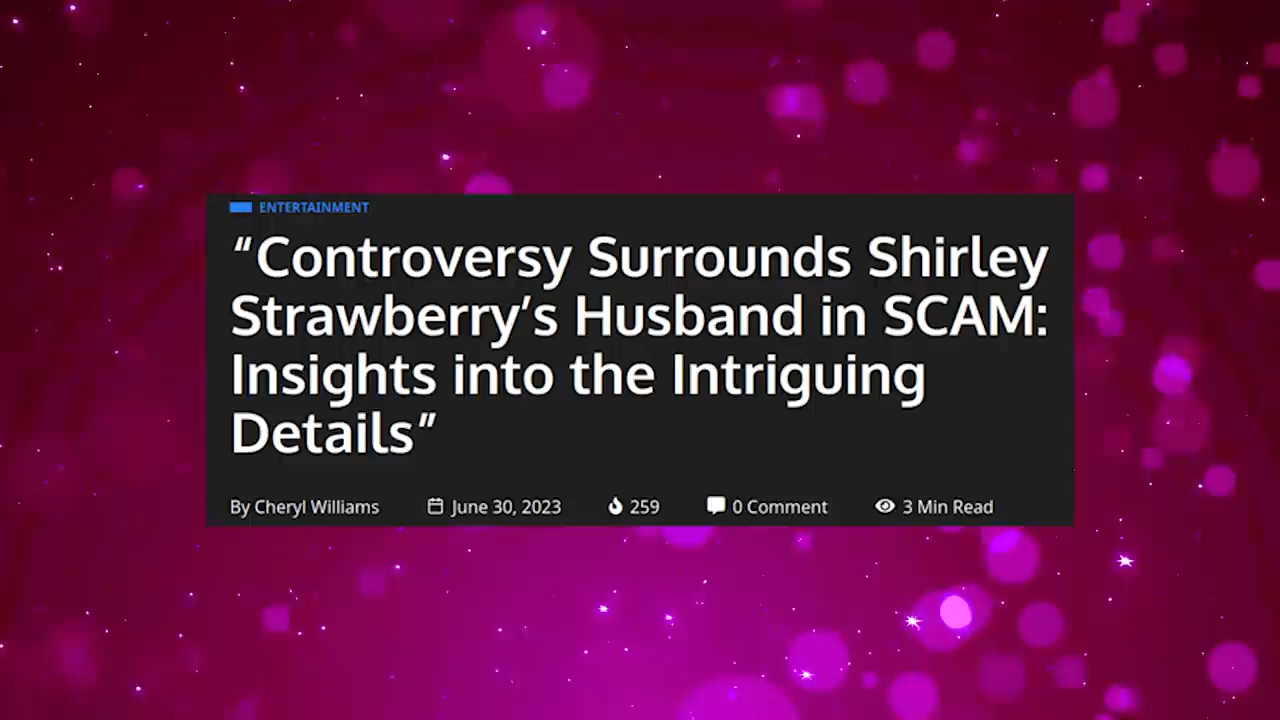 ENTERTAINMENT
“Controversy Surrounds Shirley
Strawberry’s Husband in SCAM:
Insights into the Intriguing
Details”
By Cheryl Williams June 30, 2023 259 0 Comment 3 Min Read